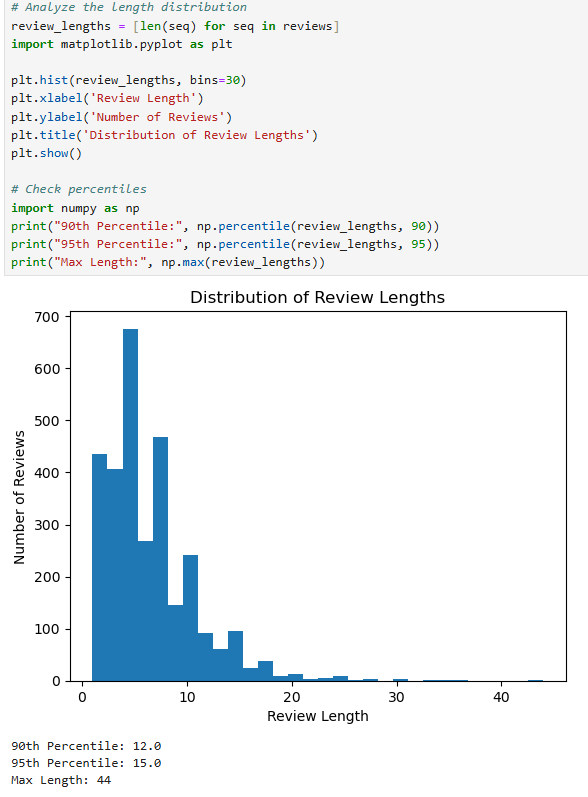 # Analyze the length distribution
review_lengths = [len(seq) for seq in reviews]
import matplotlib.pyplot as plt
plt.hist(review_lengths, bins=30)
plt.xlabel('Review Length')
plt.ylabel('Number of Reviews')
plt.title('Distribution of Review Lengths')
plt.show()
# Check percentiles
import numpy as np
print("90th Percentile:", np.percentile(review_lengths, 90))
print("95th Percentile:", np.percentile(review_lengths, 95))
print("Max Length:", np.max(review_lengths))
Distribution of Review Lengths
700
600
500
400
300
200
100
0
Number of Reviews
0 10 20 30 40
Review Length
90th Percentile: 12.0
95th Percentile: 15.0
Max Length: 44